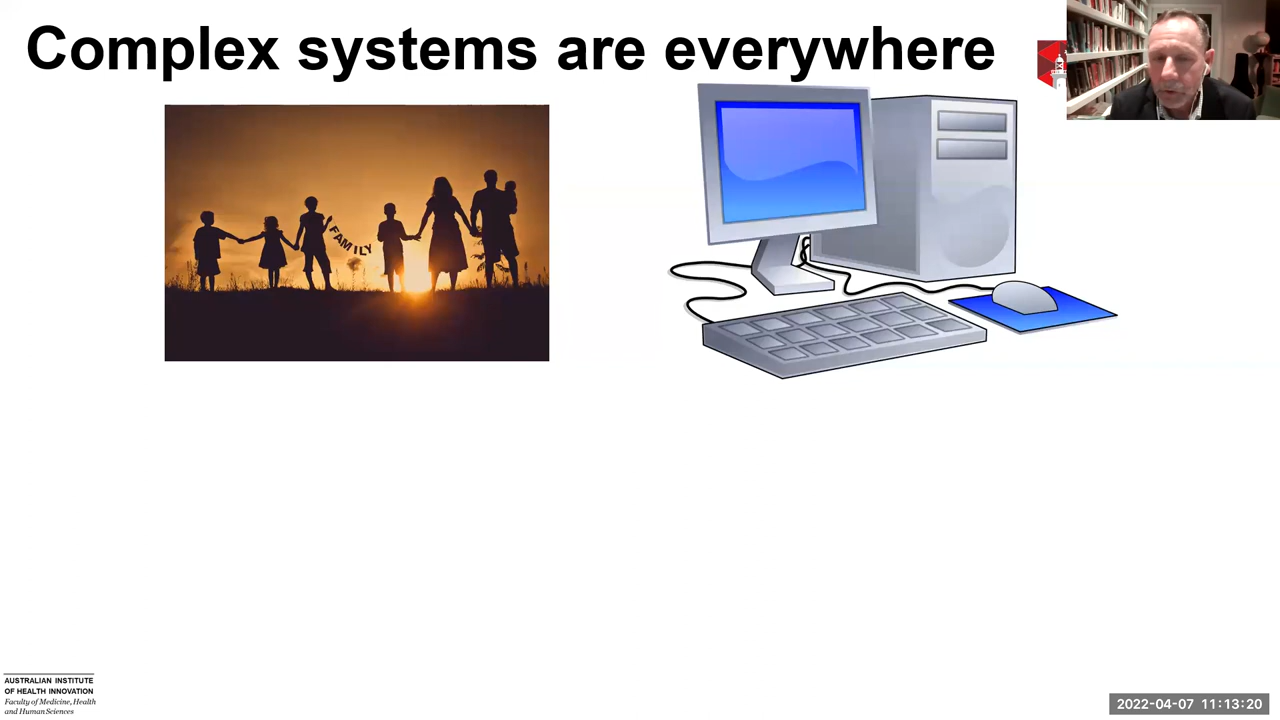 Complex systems are everywhere
FAMILY
AUSTRALIAN INSTITUTE
OF HEALTH INNOVATION
Faculty of Medicine, Health
and Human Sciences
2022-04-07 11:13:20